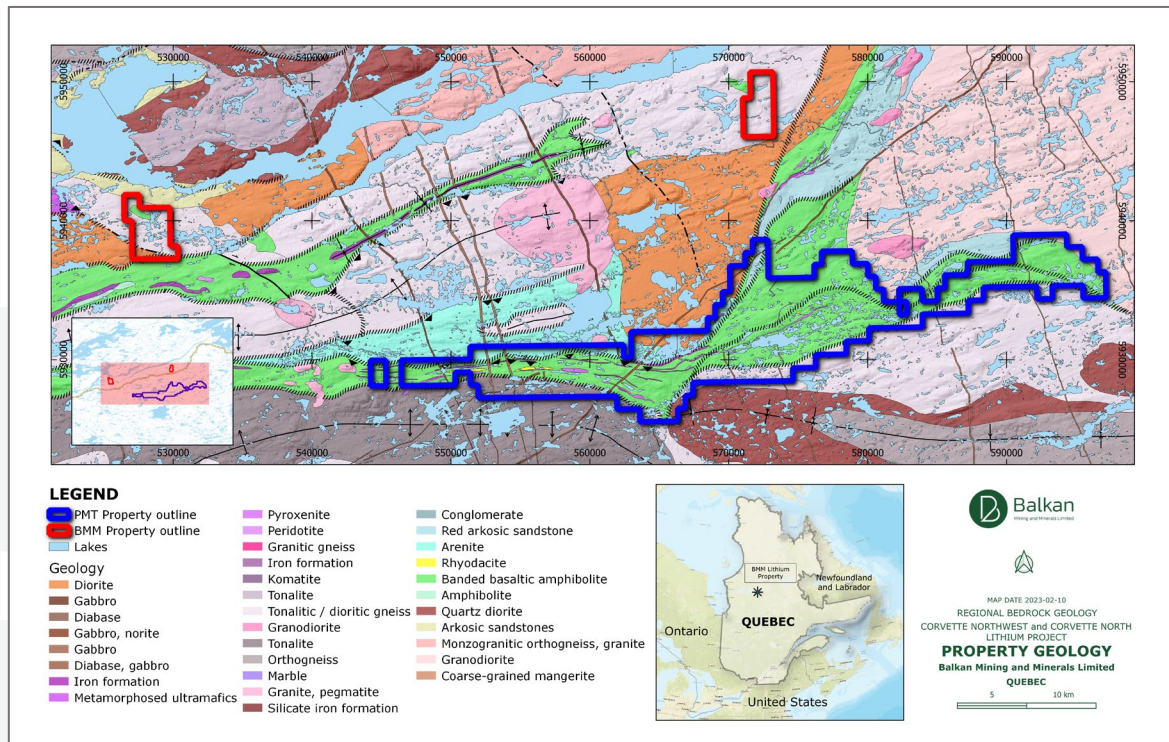 530000
540000
550000
560000
570000
580000
590000
5950000
5950000
5940000
5940000
5930000
5930000
530000
540000
550000
560000
570000
580000
590000
LEGEND
PMT Property outline
BMM Property outline
Lakes
Geology
Diorite
Gabbro
Diabase
Gabbro, norite
Gabbro
Diabase, gabbro
Iron formation
Metamorphosed ultramafics
Pyroxenite
Peridotite
Granitic gneiss
Iron formation
Komatite
Tonalite
Tonalitic / dioritic gneiss
Granodiorite
Tonalite
Orthogneiss
Marble
Granite, pegmatite
Silicate iron formation
Conglomerate
Red arkosic sandstone
Arenite
Rhyodacite
Banded basaltic amphibolite
Amphibolite
Quartz diorite
Arkosic sandstones
Monzogranitic orthogneiss, granite
Granodiorite
Coarse-grained mangerite
BMM Lithium
Property
Newfoundland
and Labrador
QUEBEC
Ontario
United States
Balkan
Mining and Minerals Limited
MAP DATE 2023-02-10
REGIONAL BEDROCK GEOLOGY
CORVETTE NORTHWEST and CORVETTE NORTH
LITHIUM PROJECT
PROPERTY GEOLOGY
Balkan Mining and Minerals Limited
QUEBEC
5 10 km